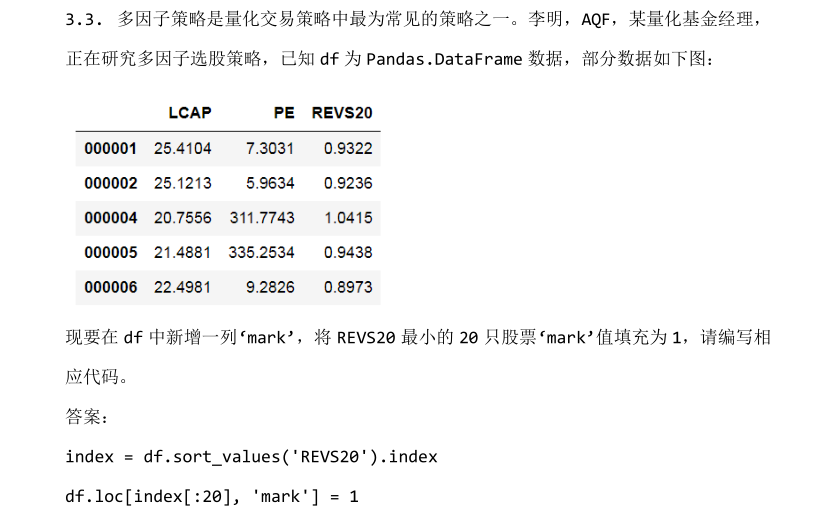 3.3. 多因子策略是量化交易策略中最为常见的策略之一。李明，AQF，某量化基金经理，
正在研究多因子选股策略，已知 df 为 Pandas.DataFrame 数据，部分数据如下图：
LCAP PE REVS20
000001 25.4104 7.3031 0.9322
000002 25.1213 5.9634 0.9236
000004 20.7556 311.7743 1.0415
000005 21.4881 335.2534 0.9438
000006 22.4981 9.2826 0.8973
现要在 df 中新增一列‘mark’，将 REVS20 最小的 20 只股票‘mark’值填充为 1，请编写相
应代码。
答案：
index = df.sort_values('REVS20').index
df.loc[index[:20], 'mark'] = 1